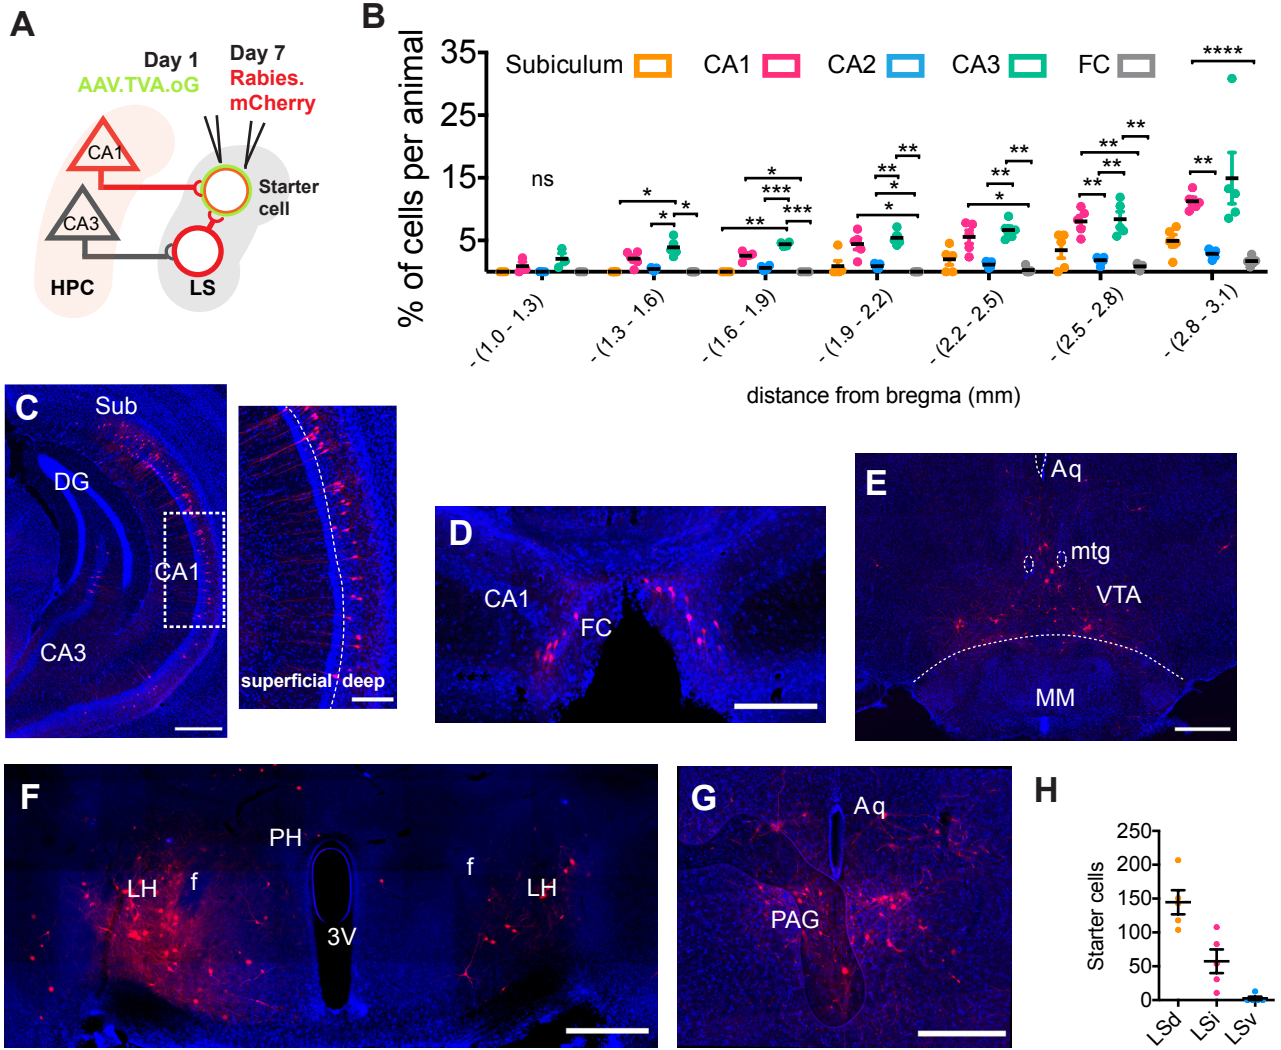 A
Day 1
AAV.TVA.oG
Day 7
Rabies.
mCherry
CA1
CA3
Starter
cell
HPC
LS
B
% of cells per animal
35
25
15
5
Subiculum
CA1
CA2
CA3
FC
ns
*
*
*
**
*
***
***
*
**
*
**
*
**
**
**
**
**
**
**
****
- (1.0 - 1.3)
- (1.3 - 1.6)
- (1.6 - 1.9)
- (1.9 - 2.2)
- (2.2 - 2.5)
- (2.5 - 2.8)
- (2.8 - 3.1)
distance from bregma (mm)
C
Sub
DG
CA1
CA3
superficial deep
D
CA1
FC
E
Aq
mtg
VTA
MM
F
PH
LH
f
3V
f
LH
G
Aq
PAG
H
Starter cells
250
200
150
100
50
0
LSd
LSi
LSv